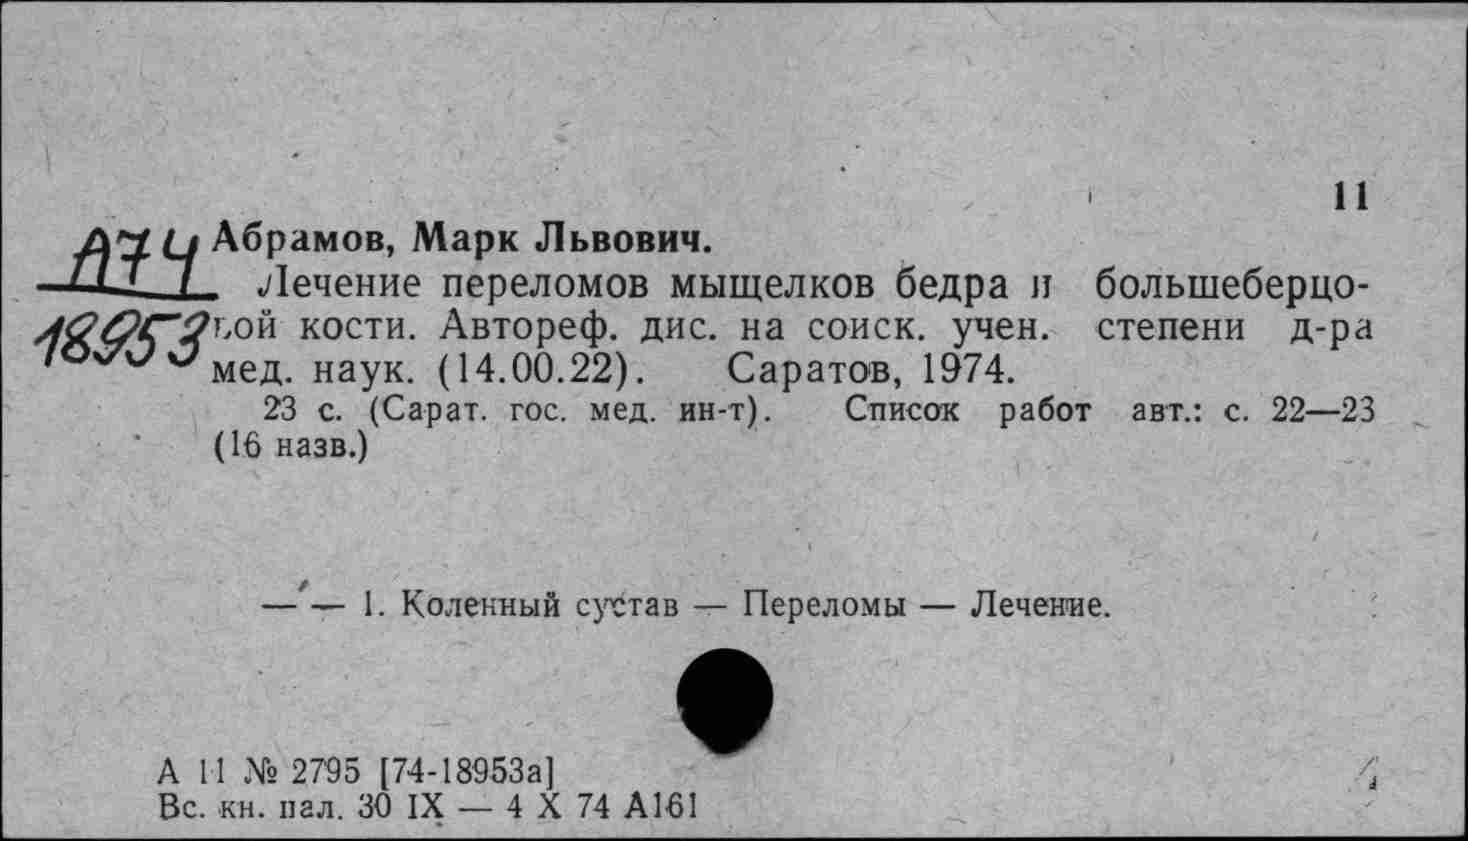 11
А74 Абрамов, Марк Львович.
Лечение переломов мыщелков бедра и большеберцо-
18953 вой кости. Автореф. дис. на соиск. учен. степени д-ра
мед. наук. (14.00.22). Саратов, 1974.
23 с. (Сарат. гос. мед. ин-т). Список работ авт.: с. 22—23
(16 назв.)
— — 1. Коленный сустав — Переломы — Лечение.
А 11 № 2795 [74-18953а]
Вс. кн. пал. 30 IX — 4 X 74 А161